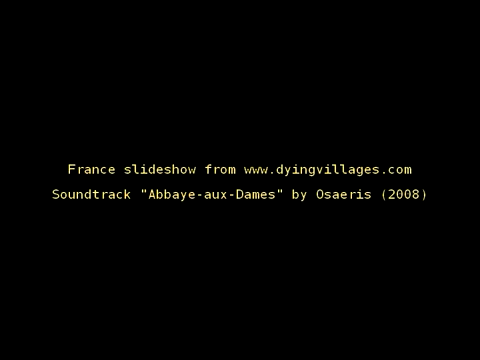 France slideshow from www.dyingvillages.com
Soundtrack "Abbaye-aux-Dames" by Osaeris (2008)